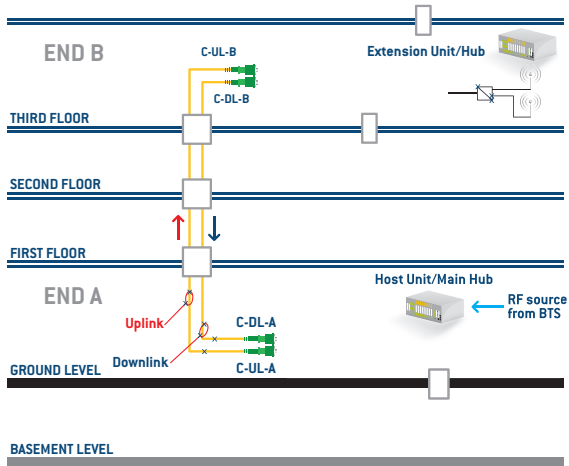 END B
C-UL-B
C-DL-B
Extension Unit/Hub
THIRD FLOOR
SECOND FLOOR
FIRST FLOOR
END A
Host Unit/Main Hub
RF source
from BTS
Uplink
C-DL-A
Downlink
C-UL-A
GROUND LEVEL
BASEMENT LEVEL